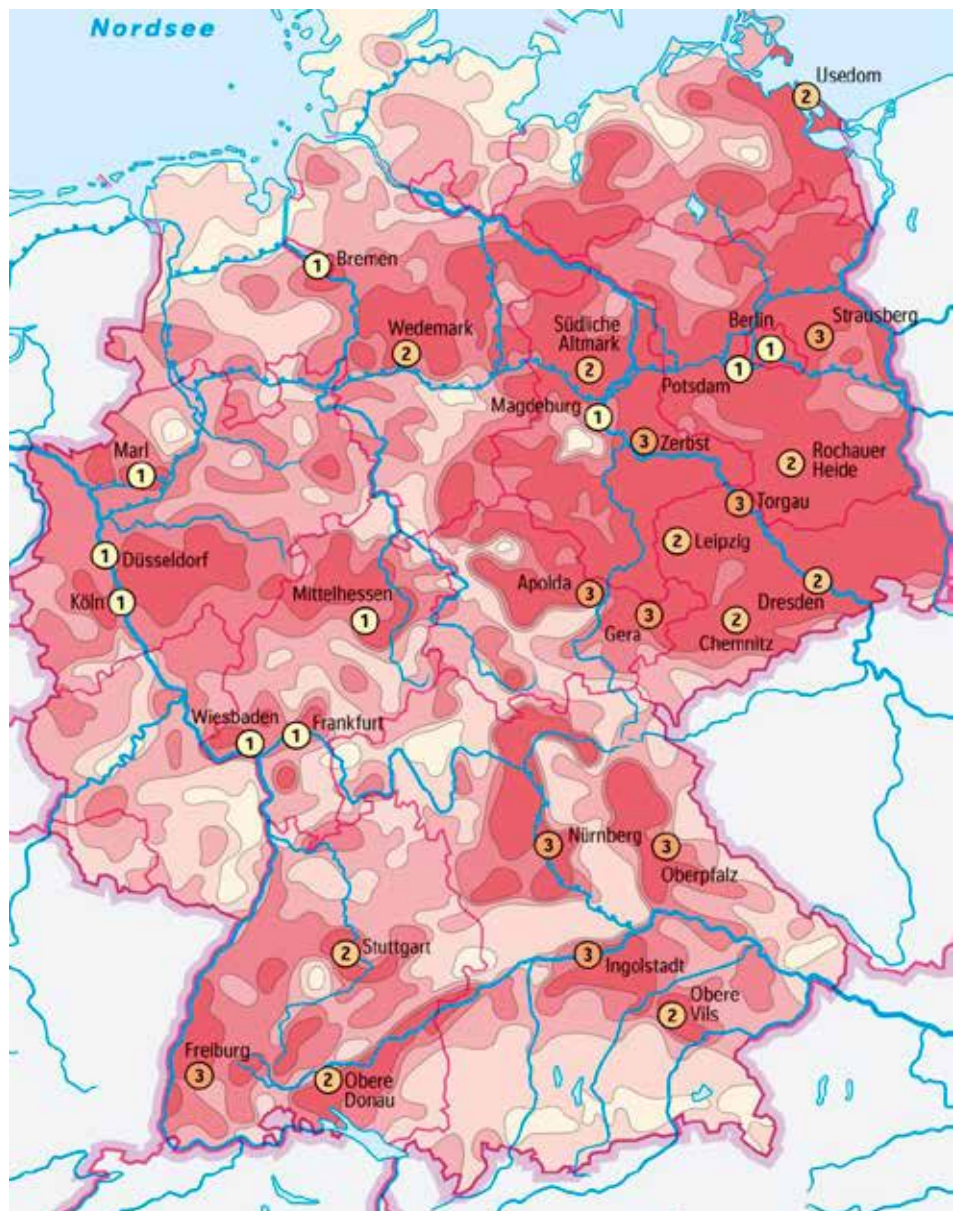 Nordsee
Usedom
2
1
Bremen
Wedemark
2
Südliche
Altmark
2
Berlin
1
Strausberg
3
Potsdam
1
Magdeburg
1
3
Zerbst
Marl
1
2
Rochauer
Heide
3
Torgau
1
Düsseldorf
2
Leipzig
Köln
1
Mittelhessen
1
Apolda
3
Gera
3
2
Chemnitz
2
Dresden
Wiesbaden
1
1
Frankfurt
3
Nürnberg
3
Oberpfalz
2
Stuttgart
3
Ingolstadt
2
Obere
Vils
Freiburg
3
2
Obere
Donau